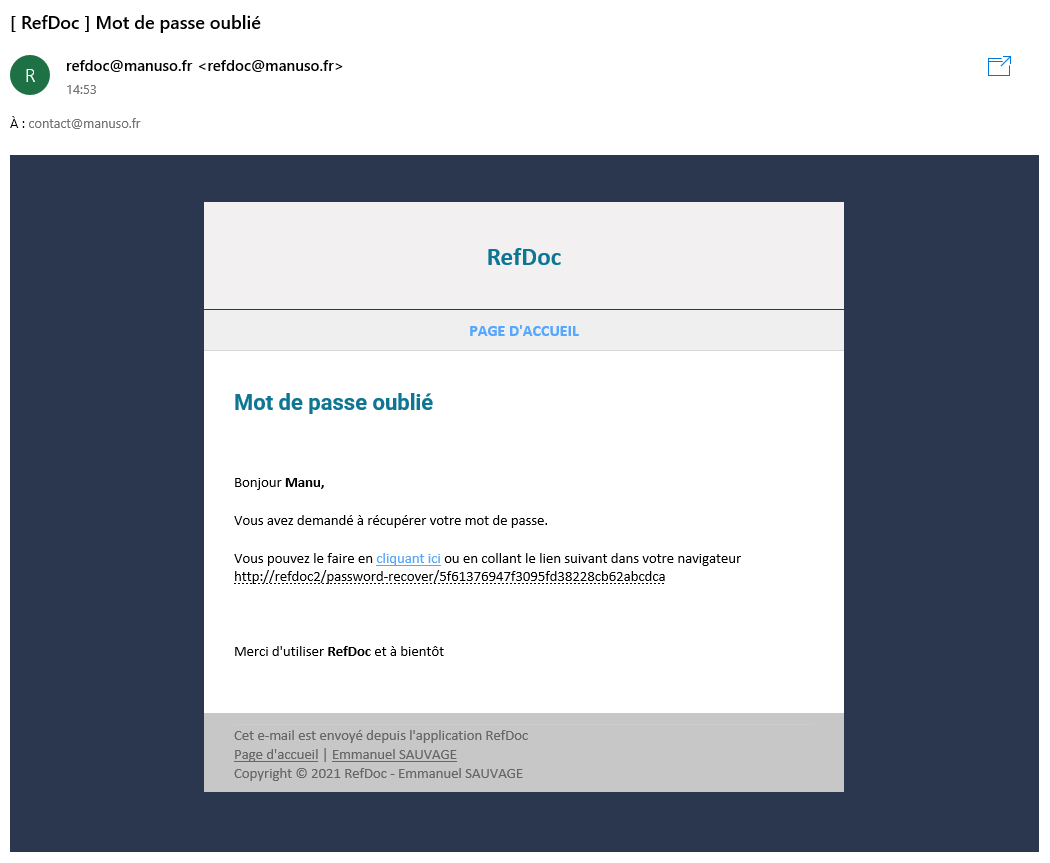 [ RefDoc ] Mot de passe oublié
R
refdoc@manuso.fr <refdoc@manuso.fr>
14:53
À : contact@manuso.fr
RefDoc
PAGE D'ACCUEIL
Mot de passe oublié
Bonjour Manu,
Vous avez demandé à récupérer votre mot de passe.
Vous pouvez le faire en cliquant ici ou en collant le lien suivant dans votre navigateur
http://refdoc2/password-recover/5f61376947f3095fd38228cb62abcdca
Merci d'utiliser RefDoc et à bientôt
Cet e-mail est envoyé depuis l'application RefDoc
Page d'accueil | Emmanuel SAUVAGE
Copyright © 2021 RefDoc - Emmanuel SAUVAGE